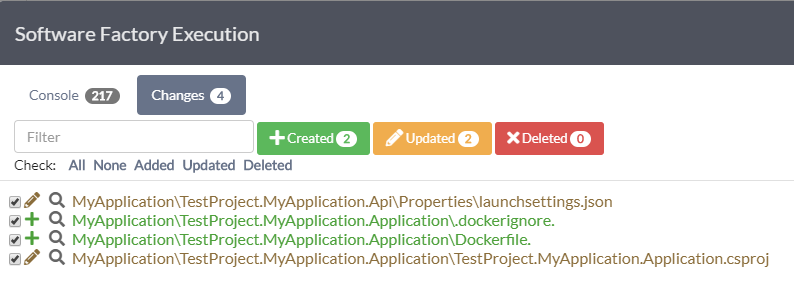 Software Factory Execution
Console 217 Changes 4
Filter Created 2 Updated 2 Deleted 0
Check: All None Added Updated Deleted
MyApplication\TestProject.MyApplication.Api\Properties\launchsettings.json
MyApplication\TestProject.MyApplication.Application\.dockerignore.
MyApplication\TestProject.MyApplication.Application\Dockerfile.
MyApplication\TestProject.MyApplication.Application\TestProject.MyApplication.Application.csproj